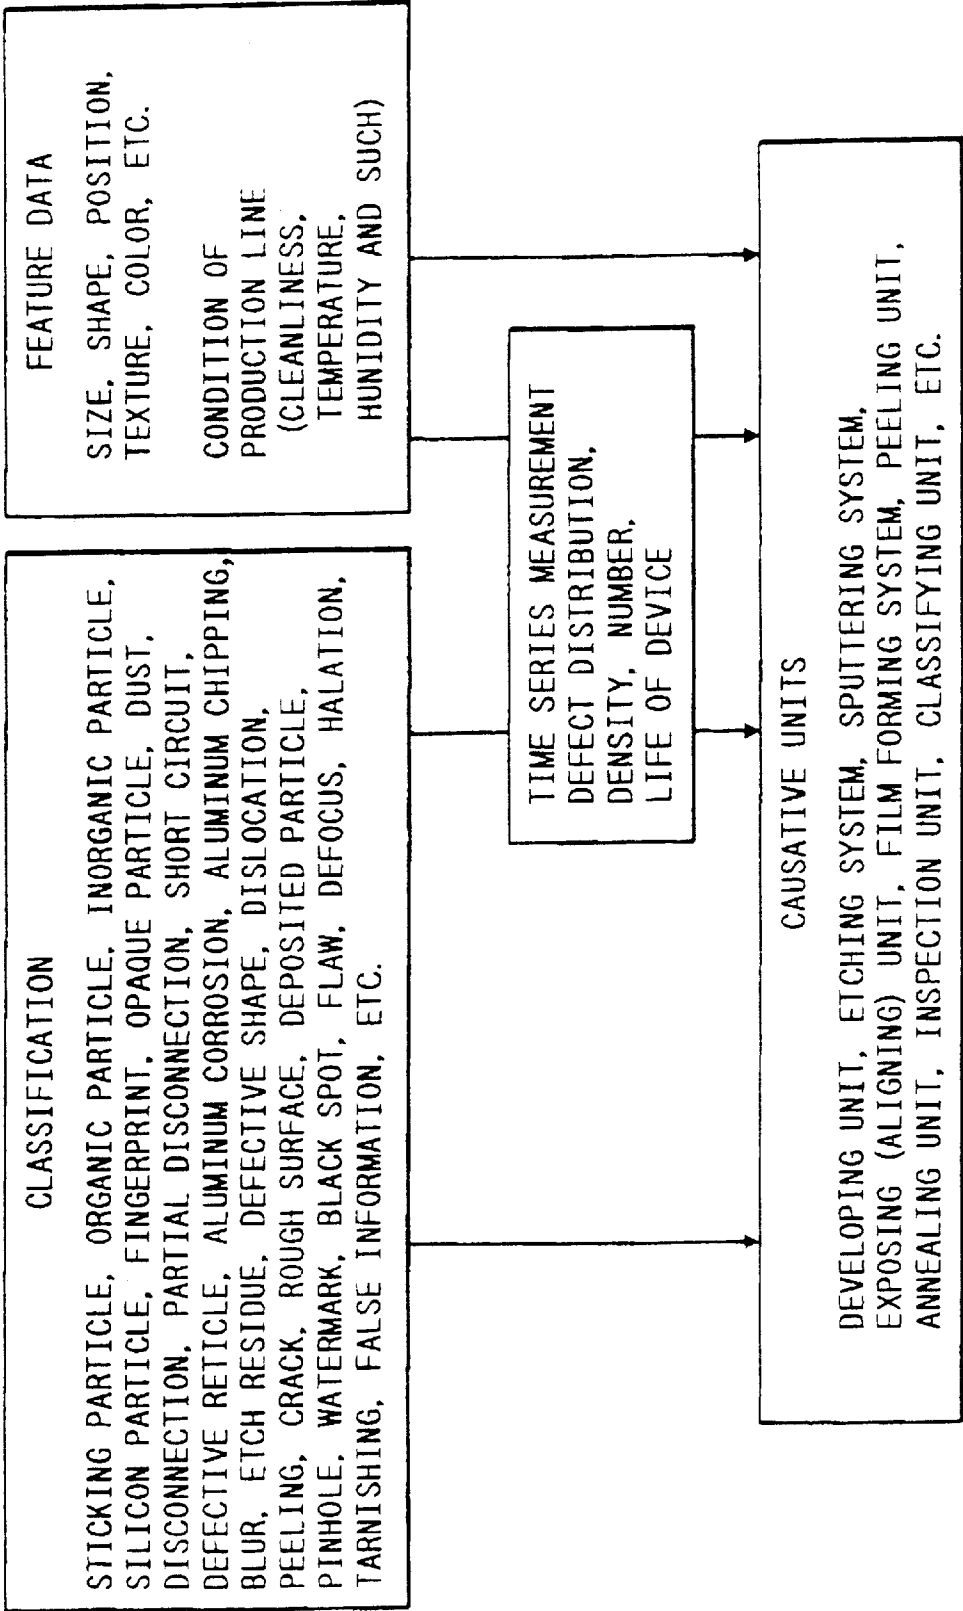 CLASSIFICATION
STICKING PARTICLE, ORGANIC PARTICLE, INORGANIC PARTICLE,
SILICON PARTICLE, FINGERPRINT, OPAQUE PARTICLE, DUST,
DISCONNECTION, PARTIAL DISCONNECTION, SHORT CIRCUIT,
DEFECTIVE RETICLE, ALUMINUM CORROSION, ALUMINUM CHIPPING,
BLUR, ETCH RESIDUE, DEFECTIVE SHAPE, DISLOCATION,
PEELING, CRACK, ROUGH SURFACE, DEPOSITED PARTICLE,
PINHOLE, WATERMARK, BLACK SPOT, FLAW, DEFOCUS, HALATION,
TARNISHING, FALSE INFORMATION, ETC.
FEATURE DATA
SIZE, SHAPE, POSITION,
TEXTURE, COLOR, ETC.
CONDITION OF
PRODUCTION LINE
(CLEANLINESS,
TEMPERATURE,
HUNIDITY AND SUCH)
TIME SERIES MEASUREMENT
DEFECT DISTRIBUTION,
DENSITY, NUMBER,
LIFE OF DEVICE
CAUSATIVE UNITS
DEVELOPING UNIT, ETCHING SYSTEM, SPUTTERING SYSTEM,
EXPOSING (ALIGNING) UNIT, FILM FORMING SYSTEM, PEELING UNIT,
ANNEALING UNIT, INSPECTION UNIT, CLASSIFYING UNIT, ETC.